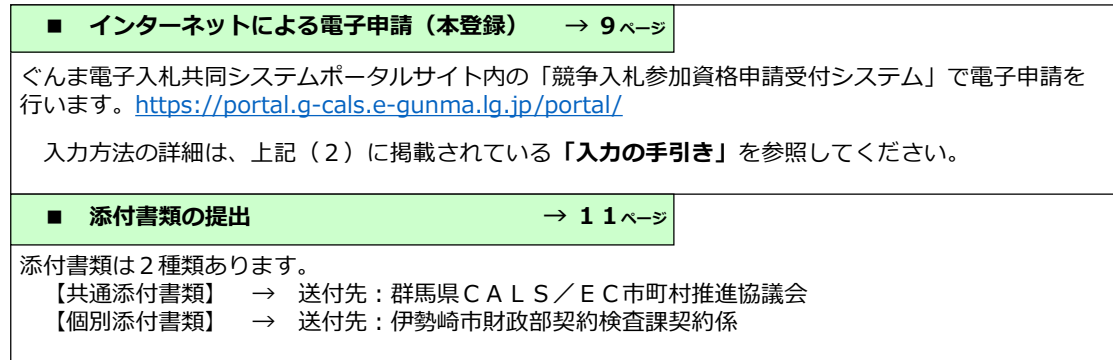 ■ インターネットによる電子申請（本登録） → ９ページ
ぐんま電子入札共同システムポータルサイト内の「競争入札参加資格申請受付システム」で電子申請を
行います。https://portal.g-cals.e-gunma.lg.jp/portal/
入力方法の詳細は、上記（２）に掲載されている「入力の手引き」を参照してください。
■ 添付書類の提出 → １１ページ
添付書類は２種類あります。
【共通添付書類】 → 送付先：群馬県ＣＡＬＳ／ＥＣ市町村推進協議会
【個別添付書類】 → 送付先：伊勢崎市財政部契約検査課契約係